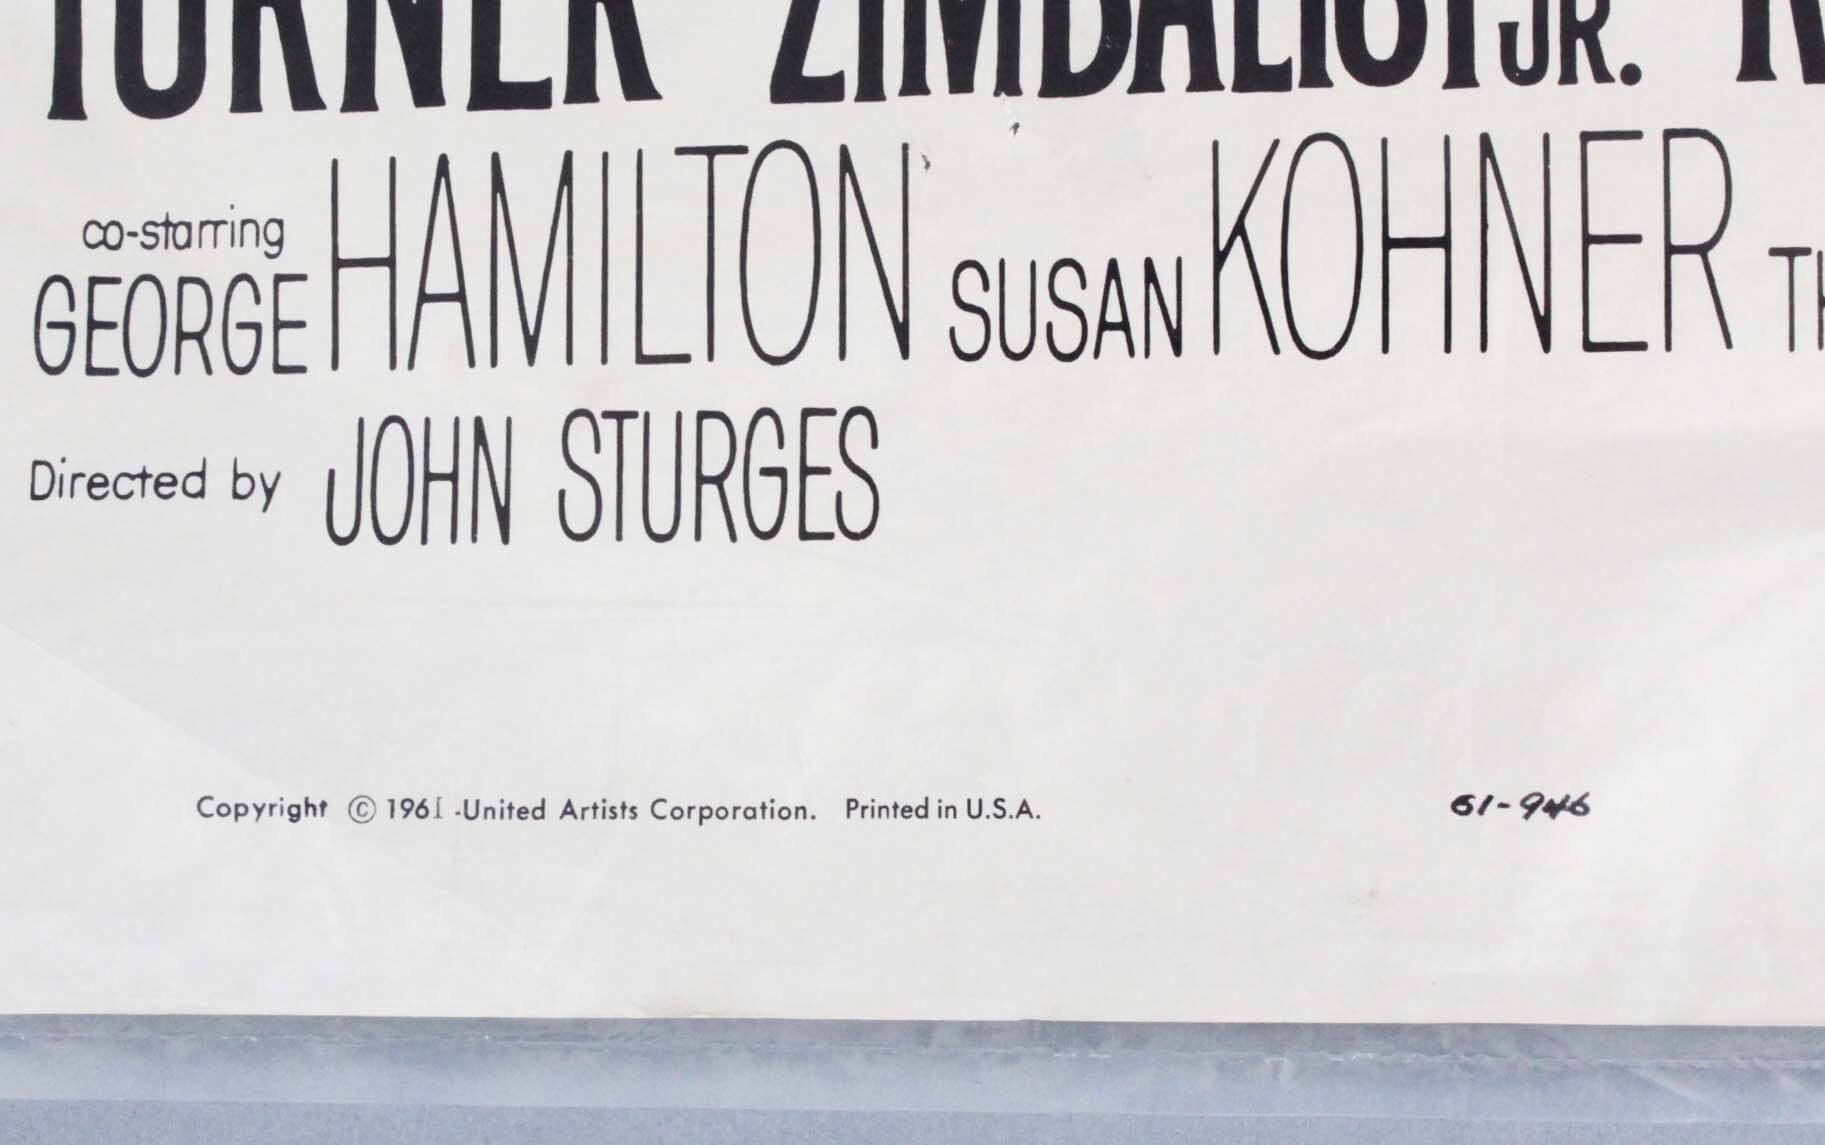 TURNER ZIMBALIST JR.
co-starring
GEORGE HAMILTON SUSAN KOHNER
Directed by JOHN STURGES
Copyright © 1961 -United Artists Corporation. Printed in U.S.A. 61-946